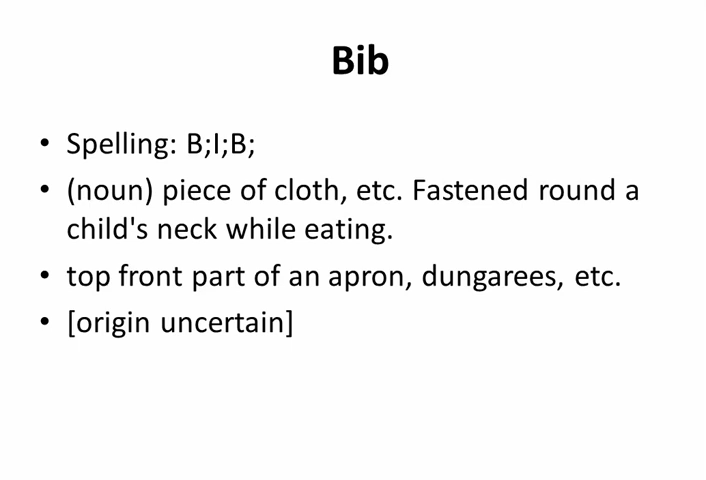 Bib
• Spelling: B;I;B;
• (noun) piece of cloth, etc. Fastened round a
child's neck while eating.
• top front part of an apron, dungarees, etc.
• [origin uncertain]